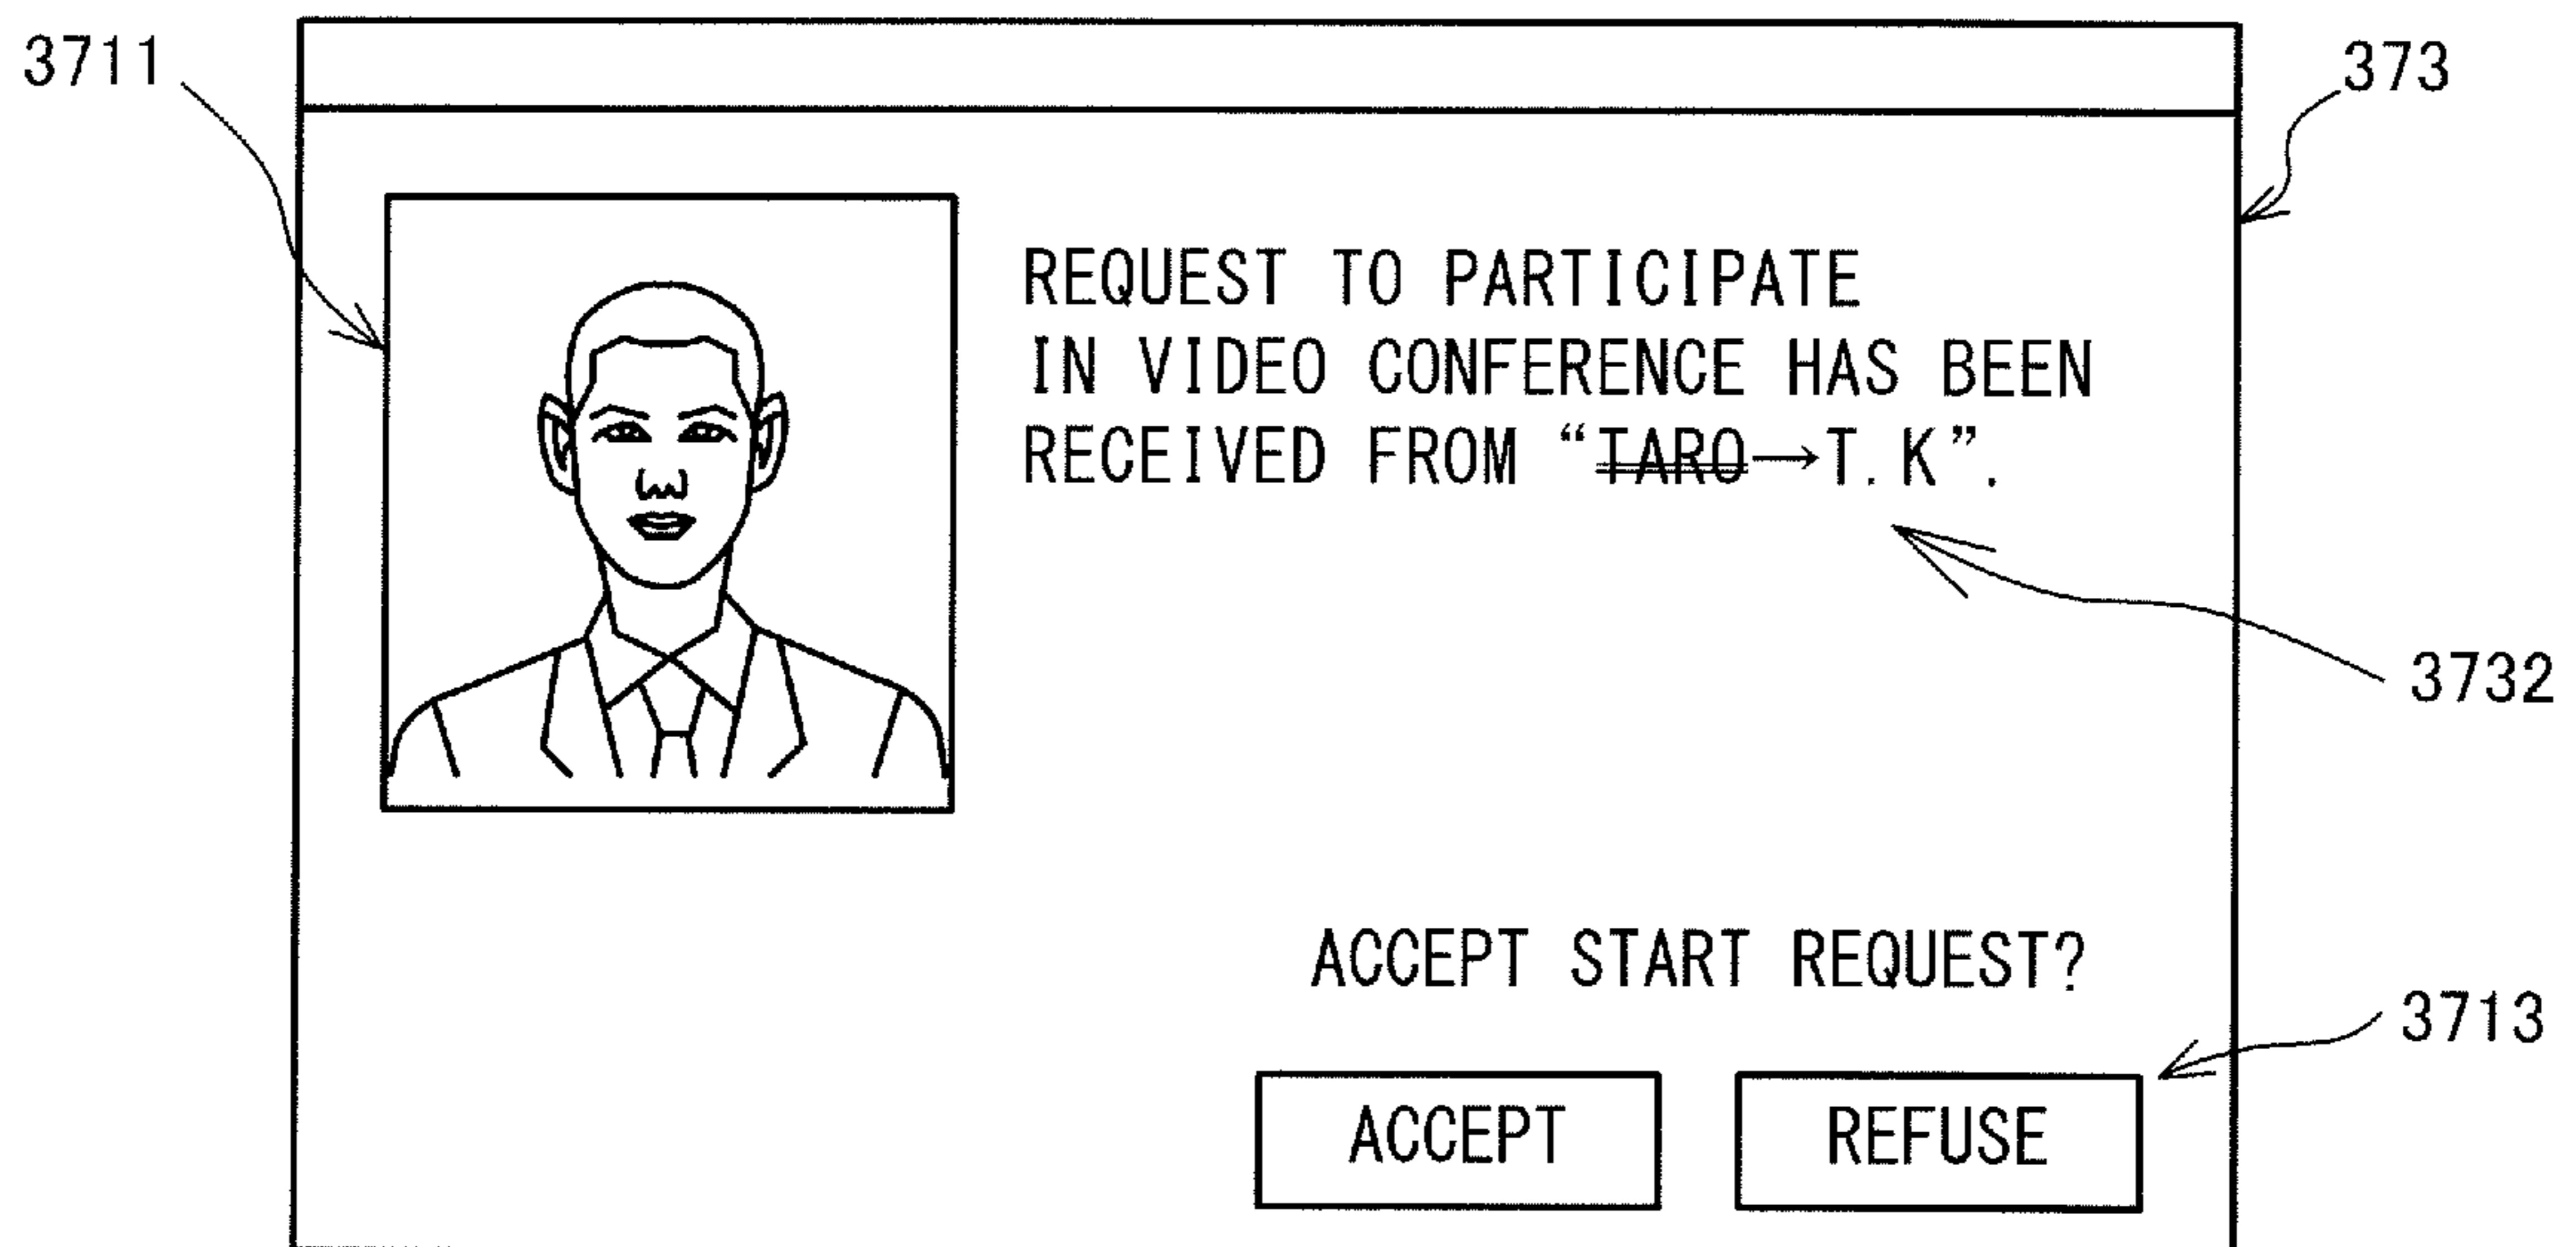 3711
373
REQUEST TO PARTICIPATE
IN VIDEO CONFERENCE HAS BEEN
RECEIVED FROM “TARO→T.K”.
3732
ACCEPT START REQUEST?
3713
ACCEPT
REFUSE